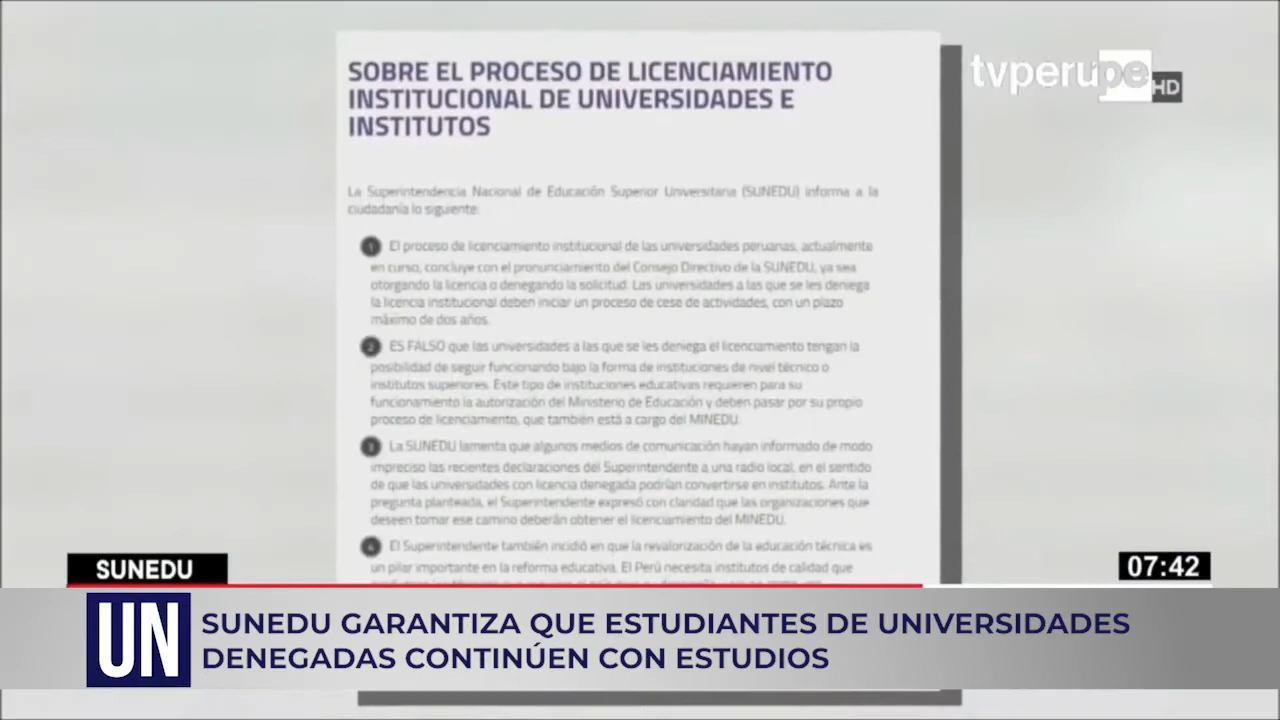 SOBRE EL PROCESO DE LICENCIAMIENTO
INSTITUCIONAL DE UNIVERSIDADES E
INSTITUTOS
tvperupe HD
La Superintendencia Nacional de Educación Superior Universitaria (SUNEDU) informa a la
ciudadanía lo siguiente:
1 El proceso de licenciamiento institucional de las universidades peruanas, actualmente
en curso, concluye con el pronunciamiento del Consejo Directivo de la SUNEDU, ya sea
otorgando la licencia o denegando la solicitud. Las universidades a las que se les deniega
la licencia institucional deben iniciar un proceso de cese de actividades, con un plazo
máximo de dos años.
2 ES FALSO que las universidades a las que se les deniega el licenciamiento tengan la
posibilidad de seguir funcionando bajo la forma de instituciones de nivel técnico o
institutos superiores. Este tipo de instituciones educativas requieren para su
funcionamiento la autorización del Ministerio de Educación y deben pasar por su propio
proceso de licenciamiento, que también está a cargo del MINEDU.
3 La SUNEDU lamenta que algunos medios de comunicación hayan informado de modo
impreciso las recientes declaraciones del Superintendente a una radio local, en el sentido
de que las universidades con licencia denegada podrían convertirse en institutos. Ante la
pregunta planteada, el Superintendente expresó con claridad que las organizaciones que
deseen tomar ese camino deberán obtener el licenciamiento del MINEDU.
4 El Superintendente también incidió en que la revalorización de la educación técnica es
un pilar importante en la reforma educativa. El Perú necesita institutos de calidad que
SUNEDU
07:42
UN
SUNEDU GARANTIZA QUE ESTUDIANTES DE UNIVERSIDADES
DENEGADAS CONTINÚEN CON ESTUDIOS